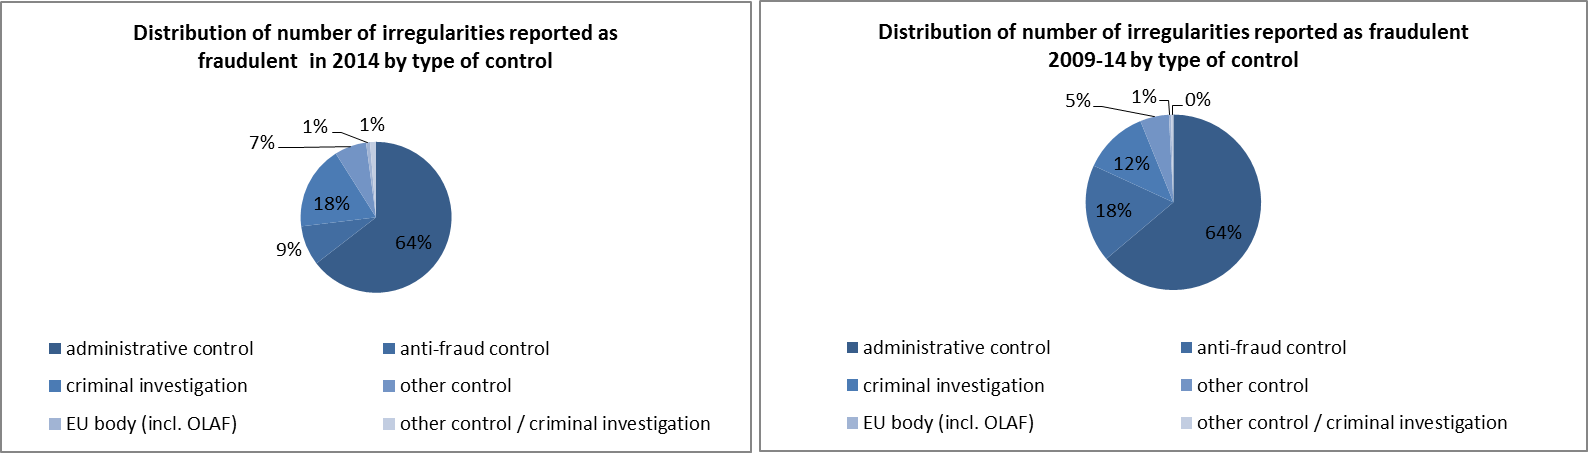 Distribution of number of irregularities reported as
fraudulent  in 2014 by type of control
1%
1%
7%
18%
9%
64%
administrative control
anti-fraud control
criminal investigation
other control
EU body (incl. OLAF)
other control / criminal investigation
Distribution of number of irregularities reported as fraudulent
2009-14 by type of control
5%
1%
0%
12%
18%
64%
administrative control
anti-fraud control
criminal investigation
other control
EU body (incl. OLAF)
other control / criminal investigation